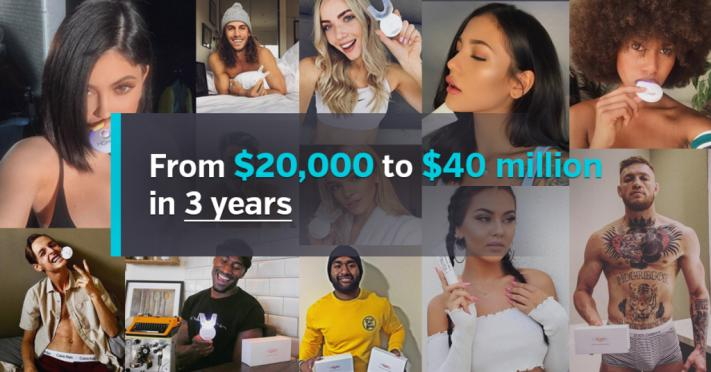 From $20,000 to $40 million
in 3 years